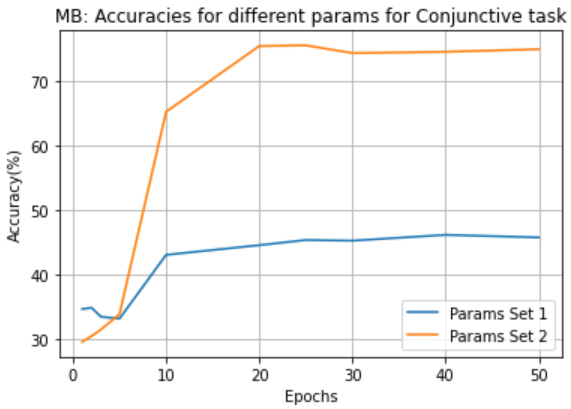 MB: Accuracies for different params for Conjunctive task
Accuracy(%)
70
60
50
40
30
0 10 20 30 40 50
Epochs
Params Set 1
Params Set 2